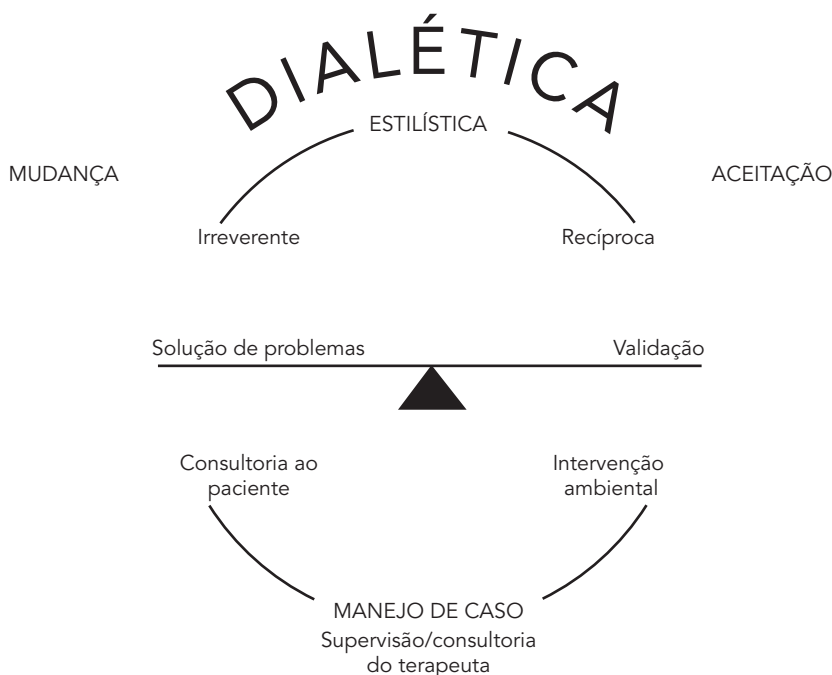 DIALÉTICA
ESTILÍSTICA
MUDANÇA
ACEITAÇÃO
Irreverente
Recíproca
Solução de problemas
Validação
Consultoria ao
paciente
Intervenção
ambiental
MANEJO DE CASO
Supervisão/consultoria
do terapeuta